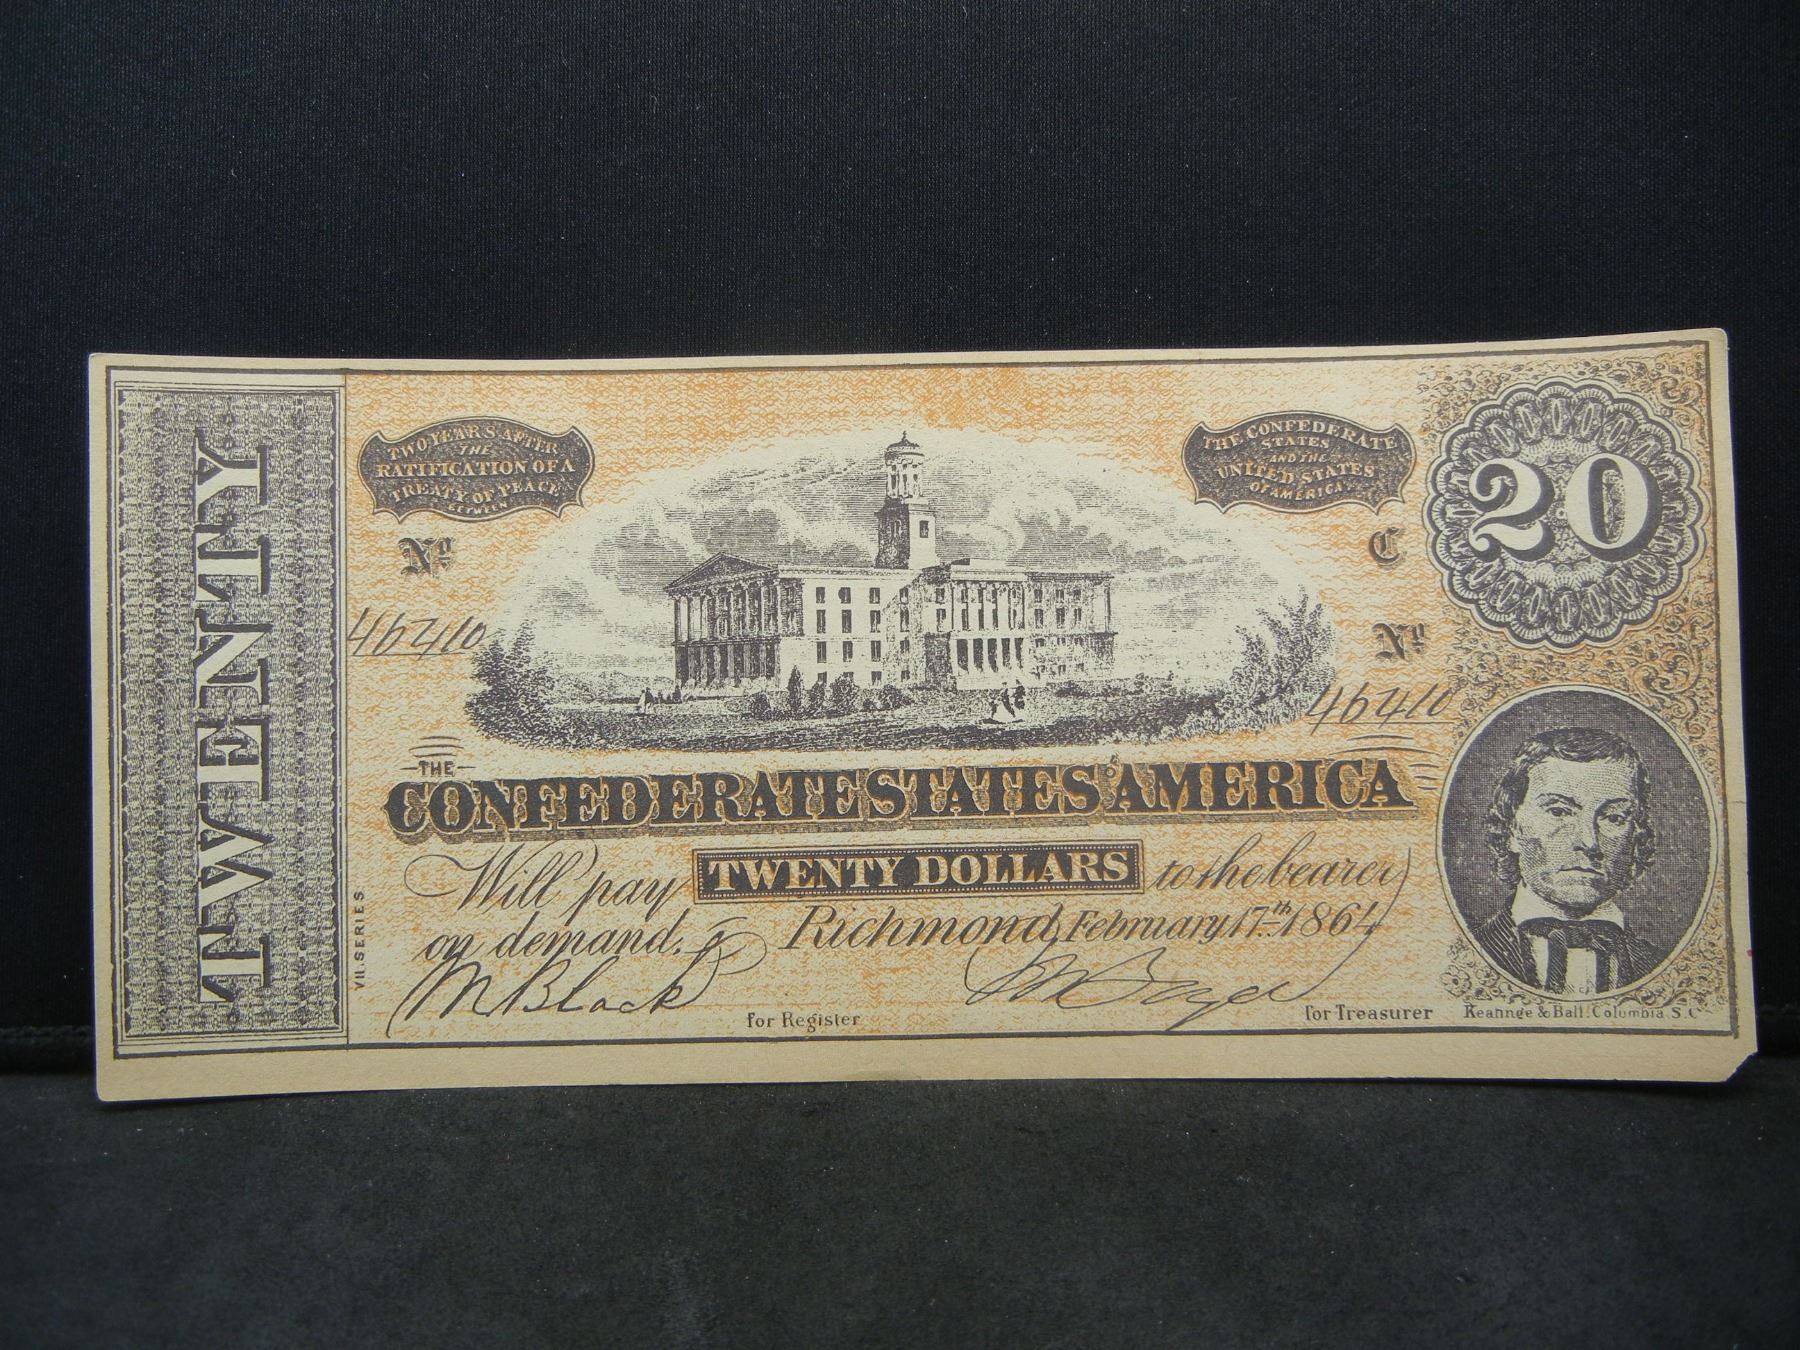 TWENTY
TWO YEARS AFTER
THE
RATIFICATION OF A
TREATY OF PEACE
BETWEEN
THE CONFEDERATE
STATES
AND THE
UNITED STATES
OF AMERICA
20
No
C
46410
No
46410
THE
CONFEDERATE STATES OF AMERICA
Will pay TWENTY DOLLARS to the bearer
on demand. Richmond, February 17th 1864
VII. SERIES
M Black
for Register
for Treasurer
Keatinge & Ball, Columbia, S.C.